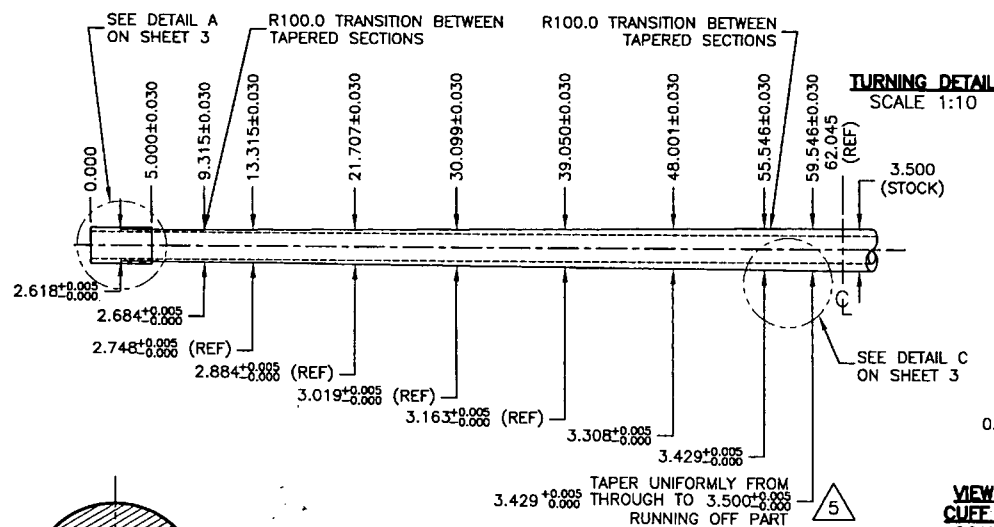 SEE DETAIL A
ON SHEET 3
R100.0 TRANSITION BETWEEN
TAPERED SECTIONS
R100.0 TRANSITION BETWEEN
TAPERED SECTIONS
TURNING DETAIL
SCALE 1:10
0.000
5.000±0.030
9.315±0.030
13.315±0.030
21.707±0.030
30.099±0.030
39.050±0.030
48.001±0.030
55.546±0.030
59.546±0.030
62.045
(REF)
3.500
(STOCK)
2.618 +0.005 -0.000
2.684 +0.005 -0.000
2.748 +0.005 -0.000 (REF)
2.884 +0.005 -0.000 (REF)
3.019 +0.005 -0.000 (REF)
3.163 +0.005 -0.000 (REF)
3.308 +0.005 -0.000
3.429 +0.005 -0.000
℄
SEE DETAIL C
ON SHEET 3
0.
TAPER UNIFORMLY FROM
3.429 +0.005 0.000 THROUGH TO 3.500 +0.005 -0.000
RUNNING OFF PART
5
VIEW
CUFF